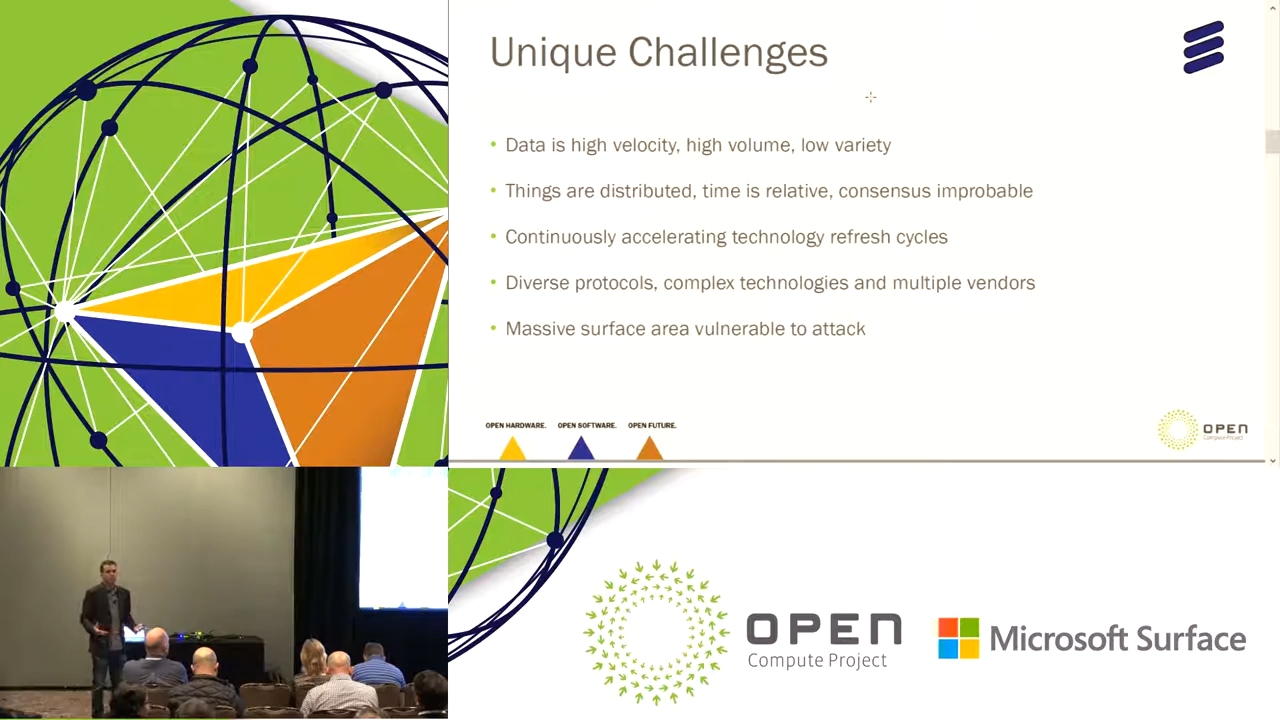 Unique Challenges
• Data is high velocity, high volume, low variety
• Things are distributed, time is relative, consensus improbable
• Continuously accelerating technology refresh cycles
• Diverse protocols, complex technologies and multiple vendors
• Massive surface area vulnerable to attack
OPEN HARDWARE. OPEN SOFTWARE. OPEN FUTURE.
OPEN
Compute Project
OPEN
Compute Project
Microsoft Surface